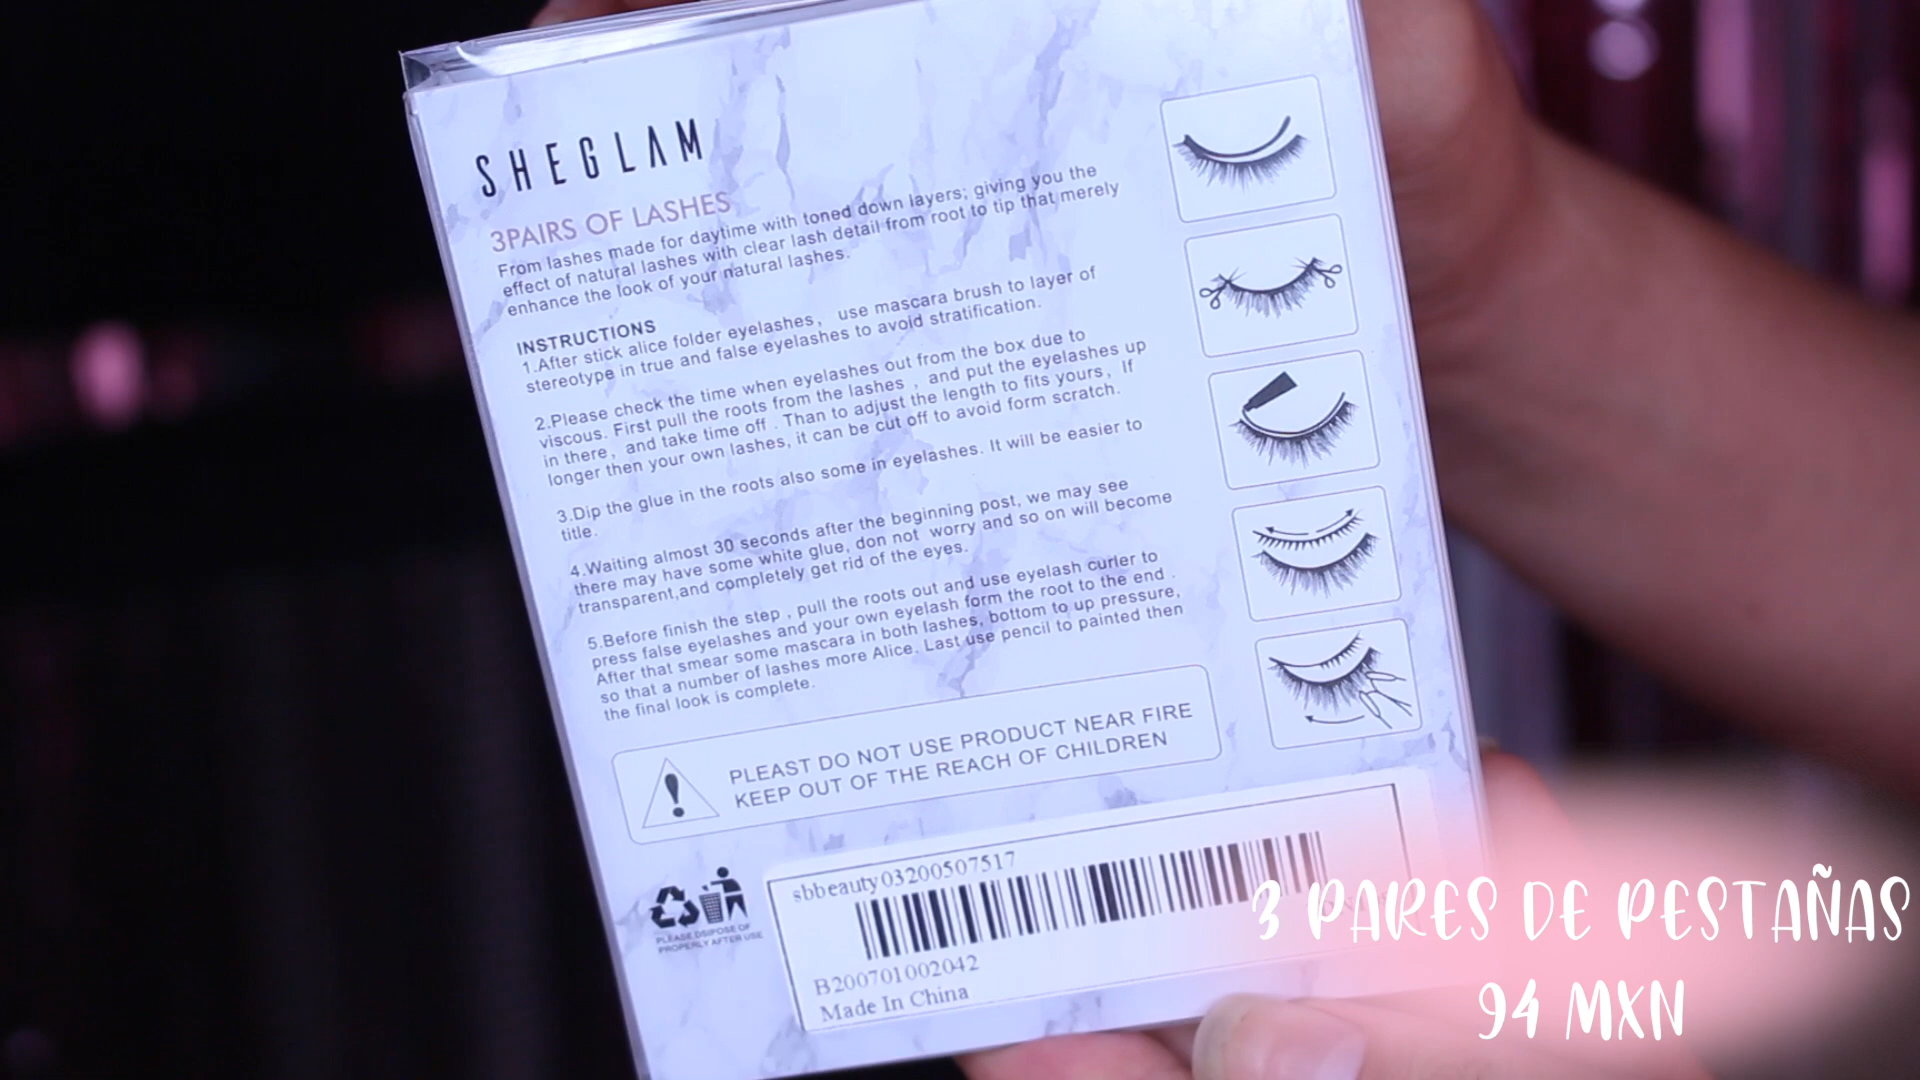 SHEGLAM
3PAIRS OF LASHES
From lashes made for daytime with toned down layers; giving you the
effect of natural lashes with clear lash detail from root to tip that merely
enhance the look of your natural lashes.
INSTRUCTIONS
1.After stick alice folder eyelashes, use mascara brush to layer of
stereotype in true and false eyelashes to avoid stratification.
2.Please check the time when eyelashes out from the box due to
viscous. First pull the roots from the lashes , and put the eyelashes up
in there, and take time off . Than to adjust the length to fits yours, If
longer then your own lashes, it can be cut off to avoid form scratch.
3.Dip the glue in the roots also some in eyelashes. It will be easier to
title.
4.Waiting almost 30 seconds after the beginning post, we may see
there may have some white glue, don not worry and so on will become
transparent,and completely get rid of the eyes.
5.Before finish the step , pull the roots out and use eyelash curler to
press false eyelashes and your own eyelash form the root to the end .
After that smear some mascara in both lashes, bottom to up pressure,
so that a number of lashes more Alice. Last use pencil to painted then
the final look is complete.
PLEAST DO NOT USE PRODUCT NEAR FIRE
KEEP OUT OF THE REACH OF CHILDREN
PLEASE DSIPOSE OF
PROPERLY AFTER USE
sbbeauty03200507517
B200701002042
Made In China
3 PARES DE PESTAÑAS
94 MXN